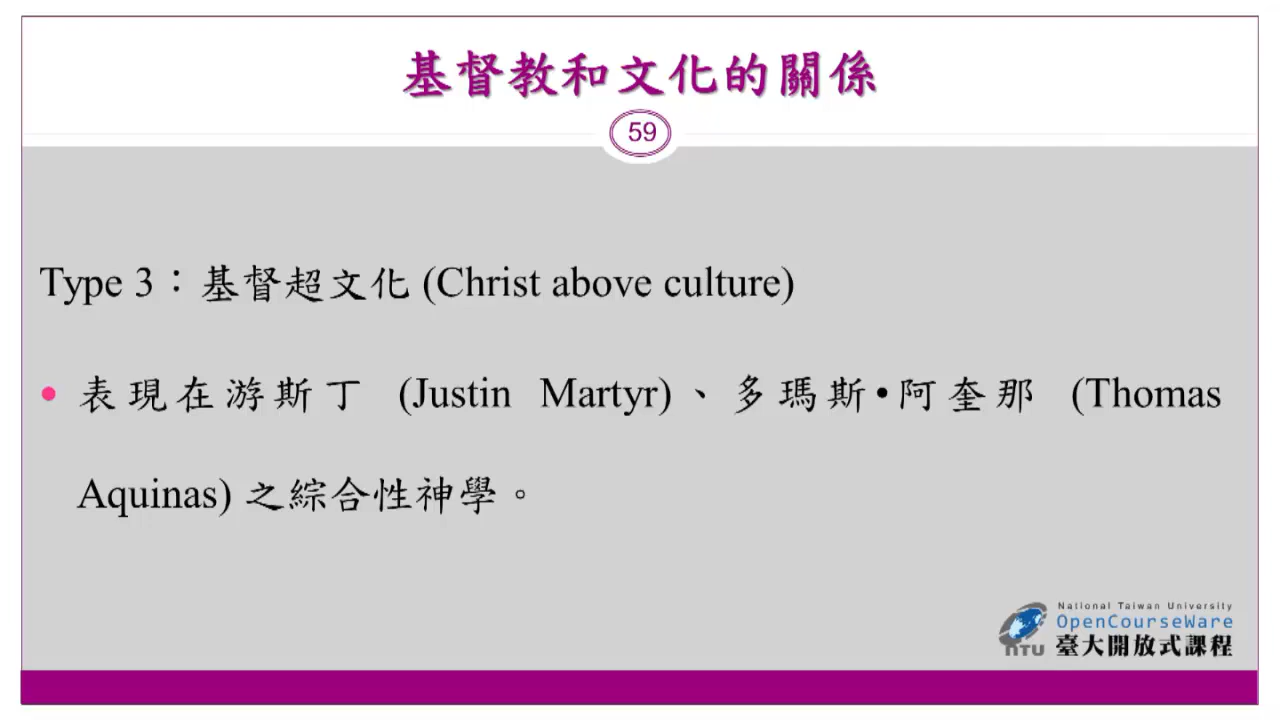 基督教和文化的關係
59
Type 3：基督超文化 (Christ above culture)
• 表現在游斯丁 (Justin Martyr)、多瑪斯•阿奎那 (Thomas
Aquinas) 之綜合性神學。
National Taiwan University
OpenCourseWare
NTU 臺大開放式課程